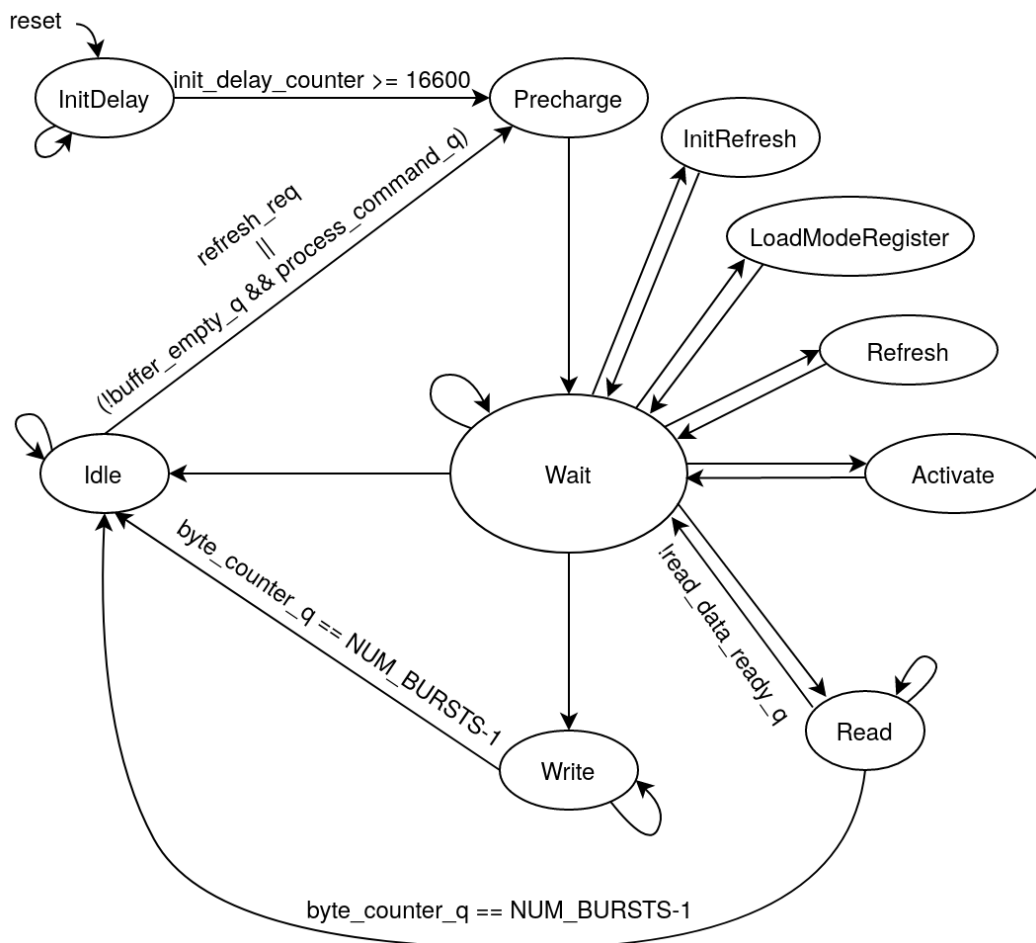 reset
InitDelay
init_delay_counter >= 16600
Precharge
InitRefresh
refresh_req
||
(!buffer_empty_q && process_command_q)
LoadModeRegister
Refresh
Idle
Wait
Activate
byte_counter_q == NUM_BURSTS-1
!read_data_ready_q
Read
Write
byte_counter_q == NUM_BURSTS-1